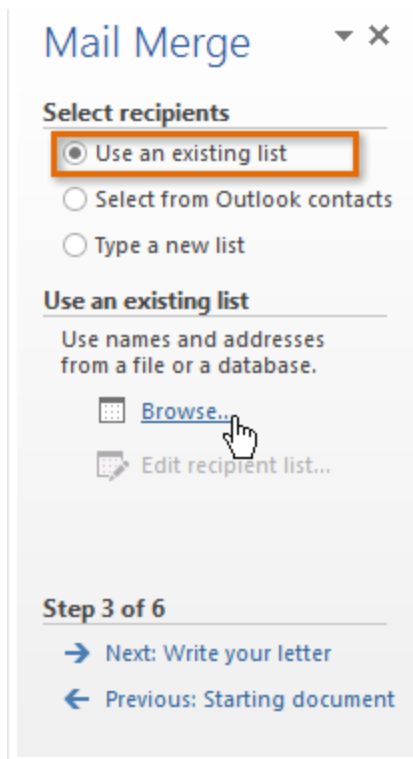 Mail Merge
Select recipients
Use an existing list
Select from Outlook contacts
Type a new list
Use an existing list
Use names and addresses
from a file or a database.
Browse...
Edit recipient list...
Step 3 of 6
Next: Write your letter
Previous: Starting document